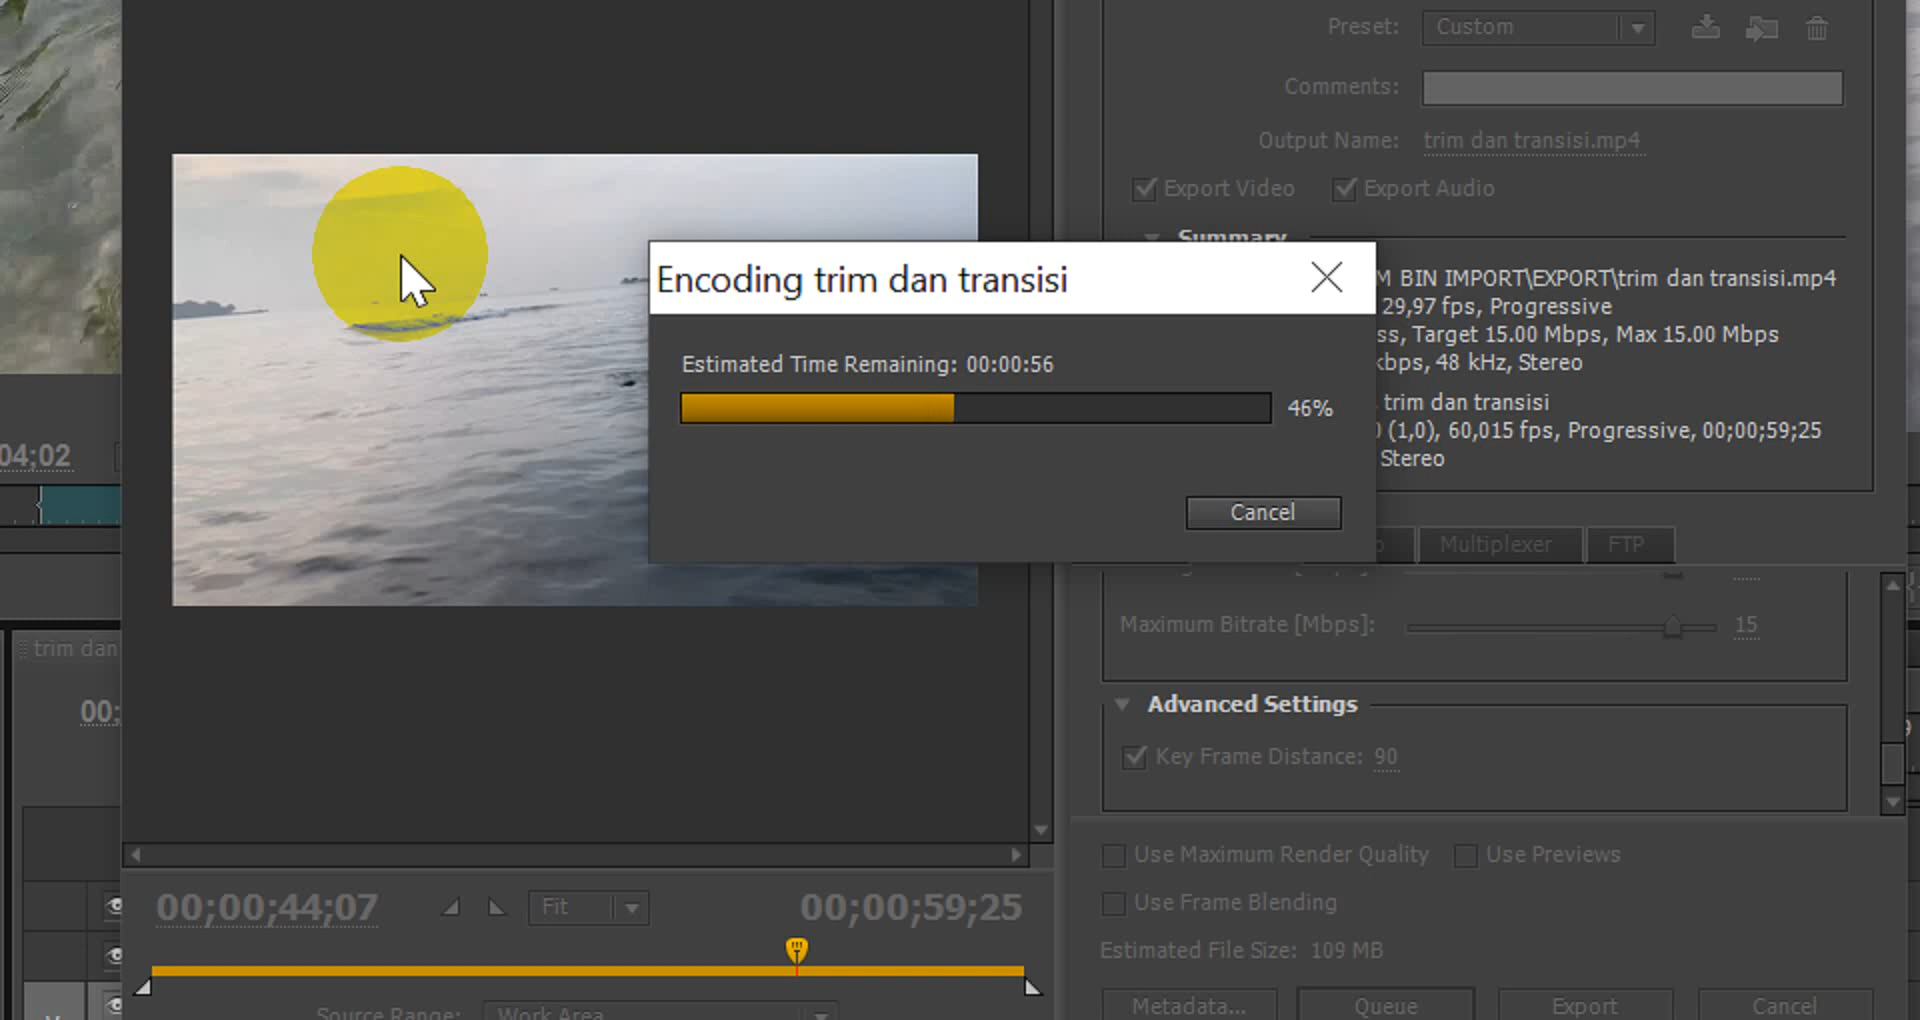 Preset: Custom
Comments:
Output Name: trim dan transisi.mp4
Export Video Export Audio
Summary
Encoding trim dan transisi
M BIN IMPORT\EXPORT\trim dan transisi.mp4
29,97 fps, Progressive
ss, Target 15.00 Mbps, Max 15.00 Mbps
kbps, 48 kHz, Stereo
Estimated Time Remaining: 00:00:56
46%
trim dan transisi
(1,0), 60,015 fps, Progressive, 00;00;59;25
Stereo
04;02
Cancel
Multiplexer FTP
Maximum Bitrate [Mbps]: 15
trim dan
00;
Advanced Settings
Key Frame Distance: 90
Use Maximum Render Quality Use Previews
Use Frame Blending
00;00;44;07 Fit 00;00;59;25
Estimated File Size: 109 MB
Metadata... Queue Export Cancel
Source Range: Work Area